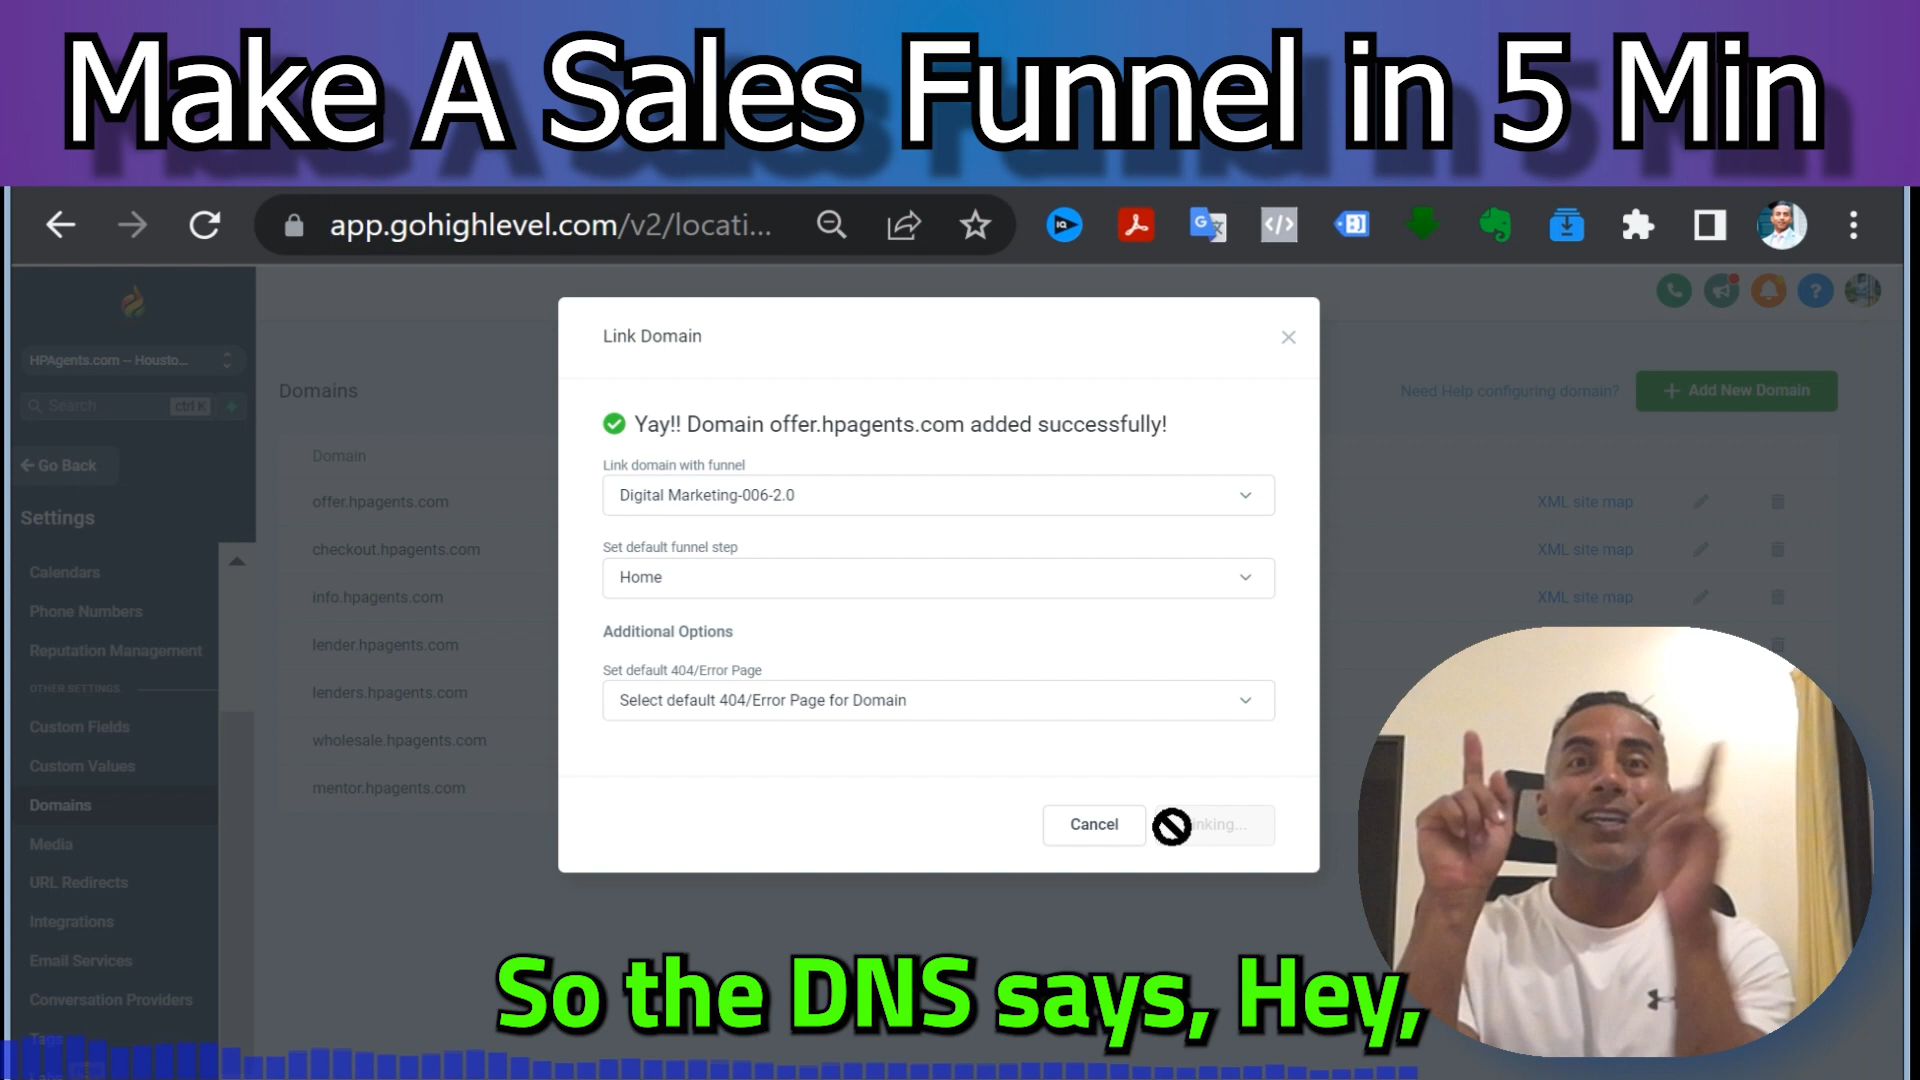 Make A Sales Funnel in 5 Min
app.gohighlevel.com/v2/locati...
HPAgents.com – Housto...
Search
ctrl K
Go Back
Settings
Calendars
Phone Numbers
Reputation Management
OTHER SETTINGS
Custom Fields
Custom Values
Domains
Media
URL Redirects
Integrations
Email Services
Conversation Providers
Tags
Labs
Domains
Need Help configuring domain?
+ Add New Domain
Domain
offer.hpagents.com
XML site map
checkout.hpagents.com
XML site map
info.hpagents.com
XML site map
lender.hpagents.com
lenders.hpagents.com
wholesale.hpagents.com
mentor.hpagents.com
Link Domain
Yay!! Domain offer.hpagents.com added successfully!
Link domain with funnel
Digital Marketing-006-2.0
Set default funnel step
Home
Additional Options
Set default 404/Error Page
Select default 404/Error Page for Domain
Cancel
inking...
So the DNS says, Hey,